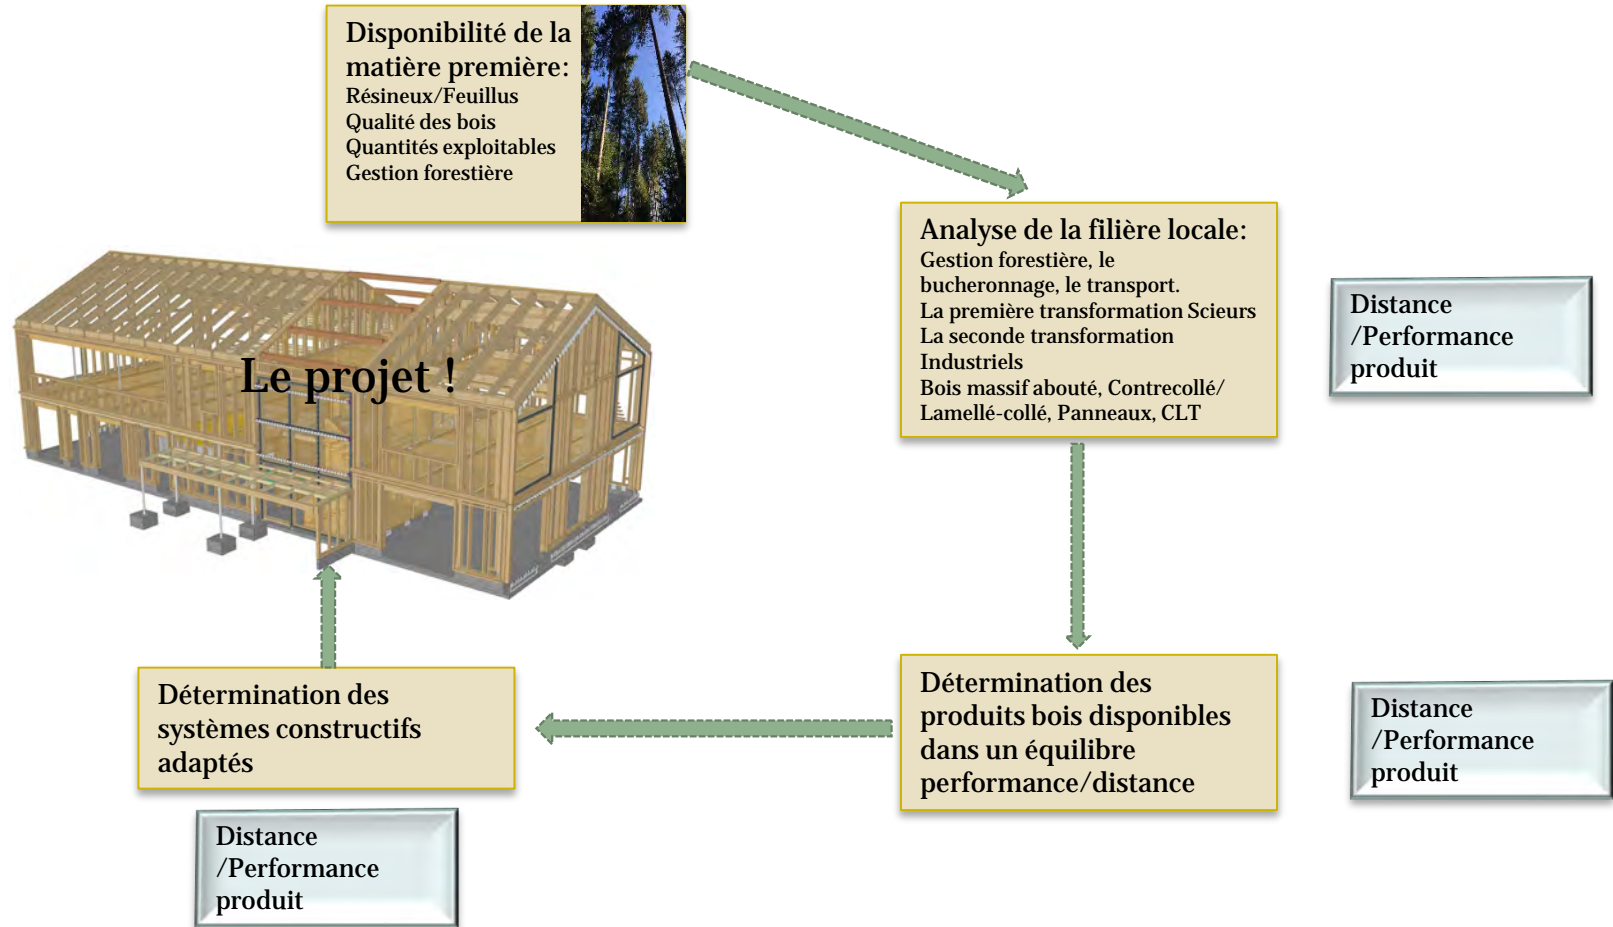 Disponibilité de la
matière première:
Résineux/Feuillus
Qualité des bois
Quantités exploitables
Gestion forestière
Analyse de la filière locale:
Gestion forestière, le
bucheronnage, le transport.
La première transformation Scieurs
La seconde transformation
Industriels
Bois massif abouté, Contrecollé/
Lamellé-collé, Panneaux, CLT
Distance
/Performance
produit
Le projet !
Détermination des
produits bois disponibles
dans un équilibre
performance/distance
Distance
/Performance
produit
Détermination des
systèmes constructifs
adaptés
Distance
/Performance
produit